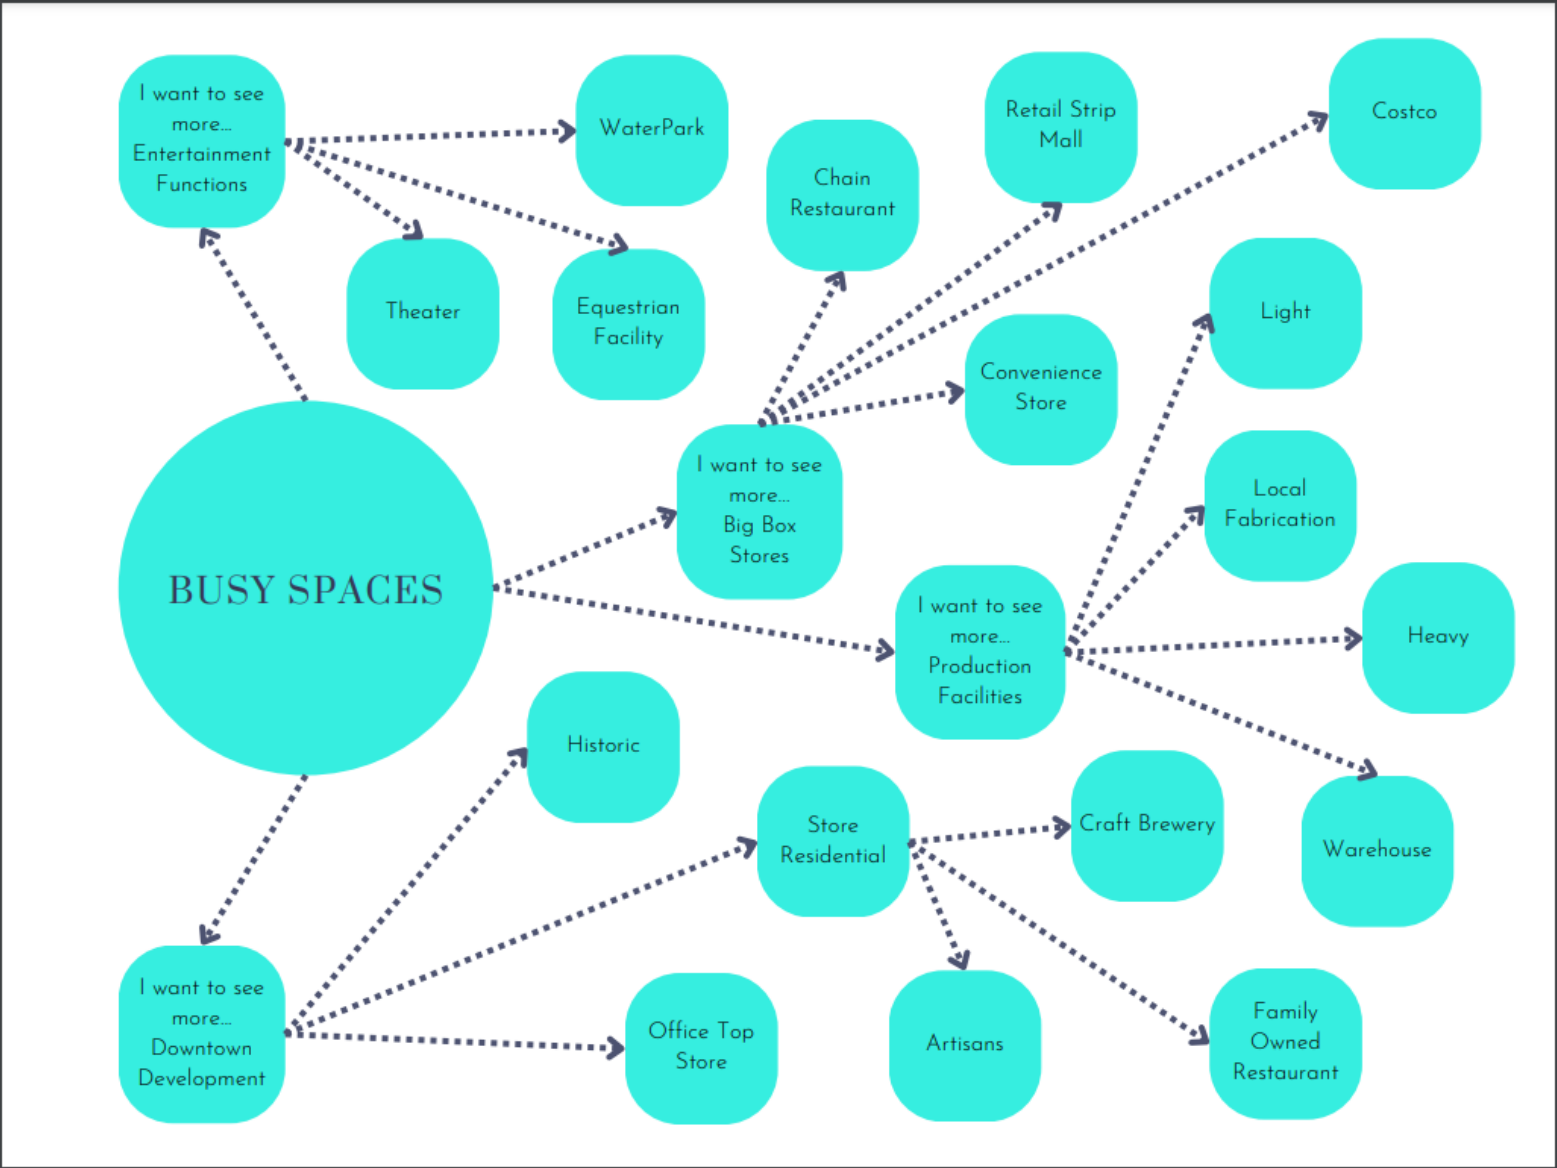 I want to see
more...
Entertainment
Functions
WaterPark
Theater
Equestrian
Facility
Chain
Restaurant
Retail Strip
Mall
Costco
Convenience
Store
Light
Local
Fabrication
Heavy
Warehouse
I want to see
more...
Big Box
Stores
I want to see
more...
Production
Facilities
BUSY SPACES
Historic
Store
Residential
Craft Brewery
Artisans
Family
Owned
Restaurant
I want to see
more...
Downtown
Development
Office Top
Store